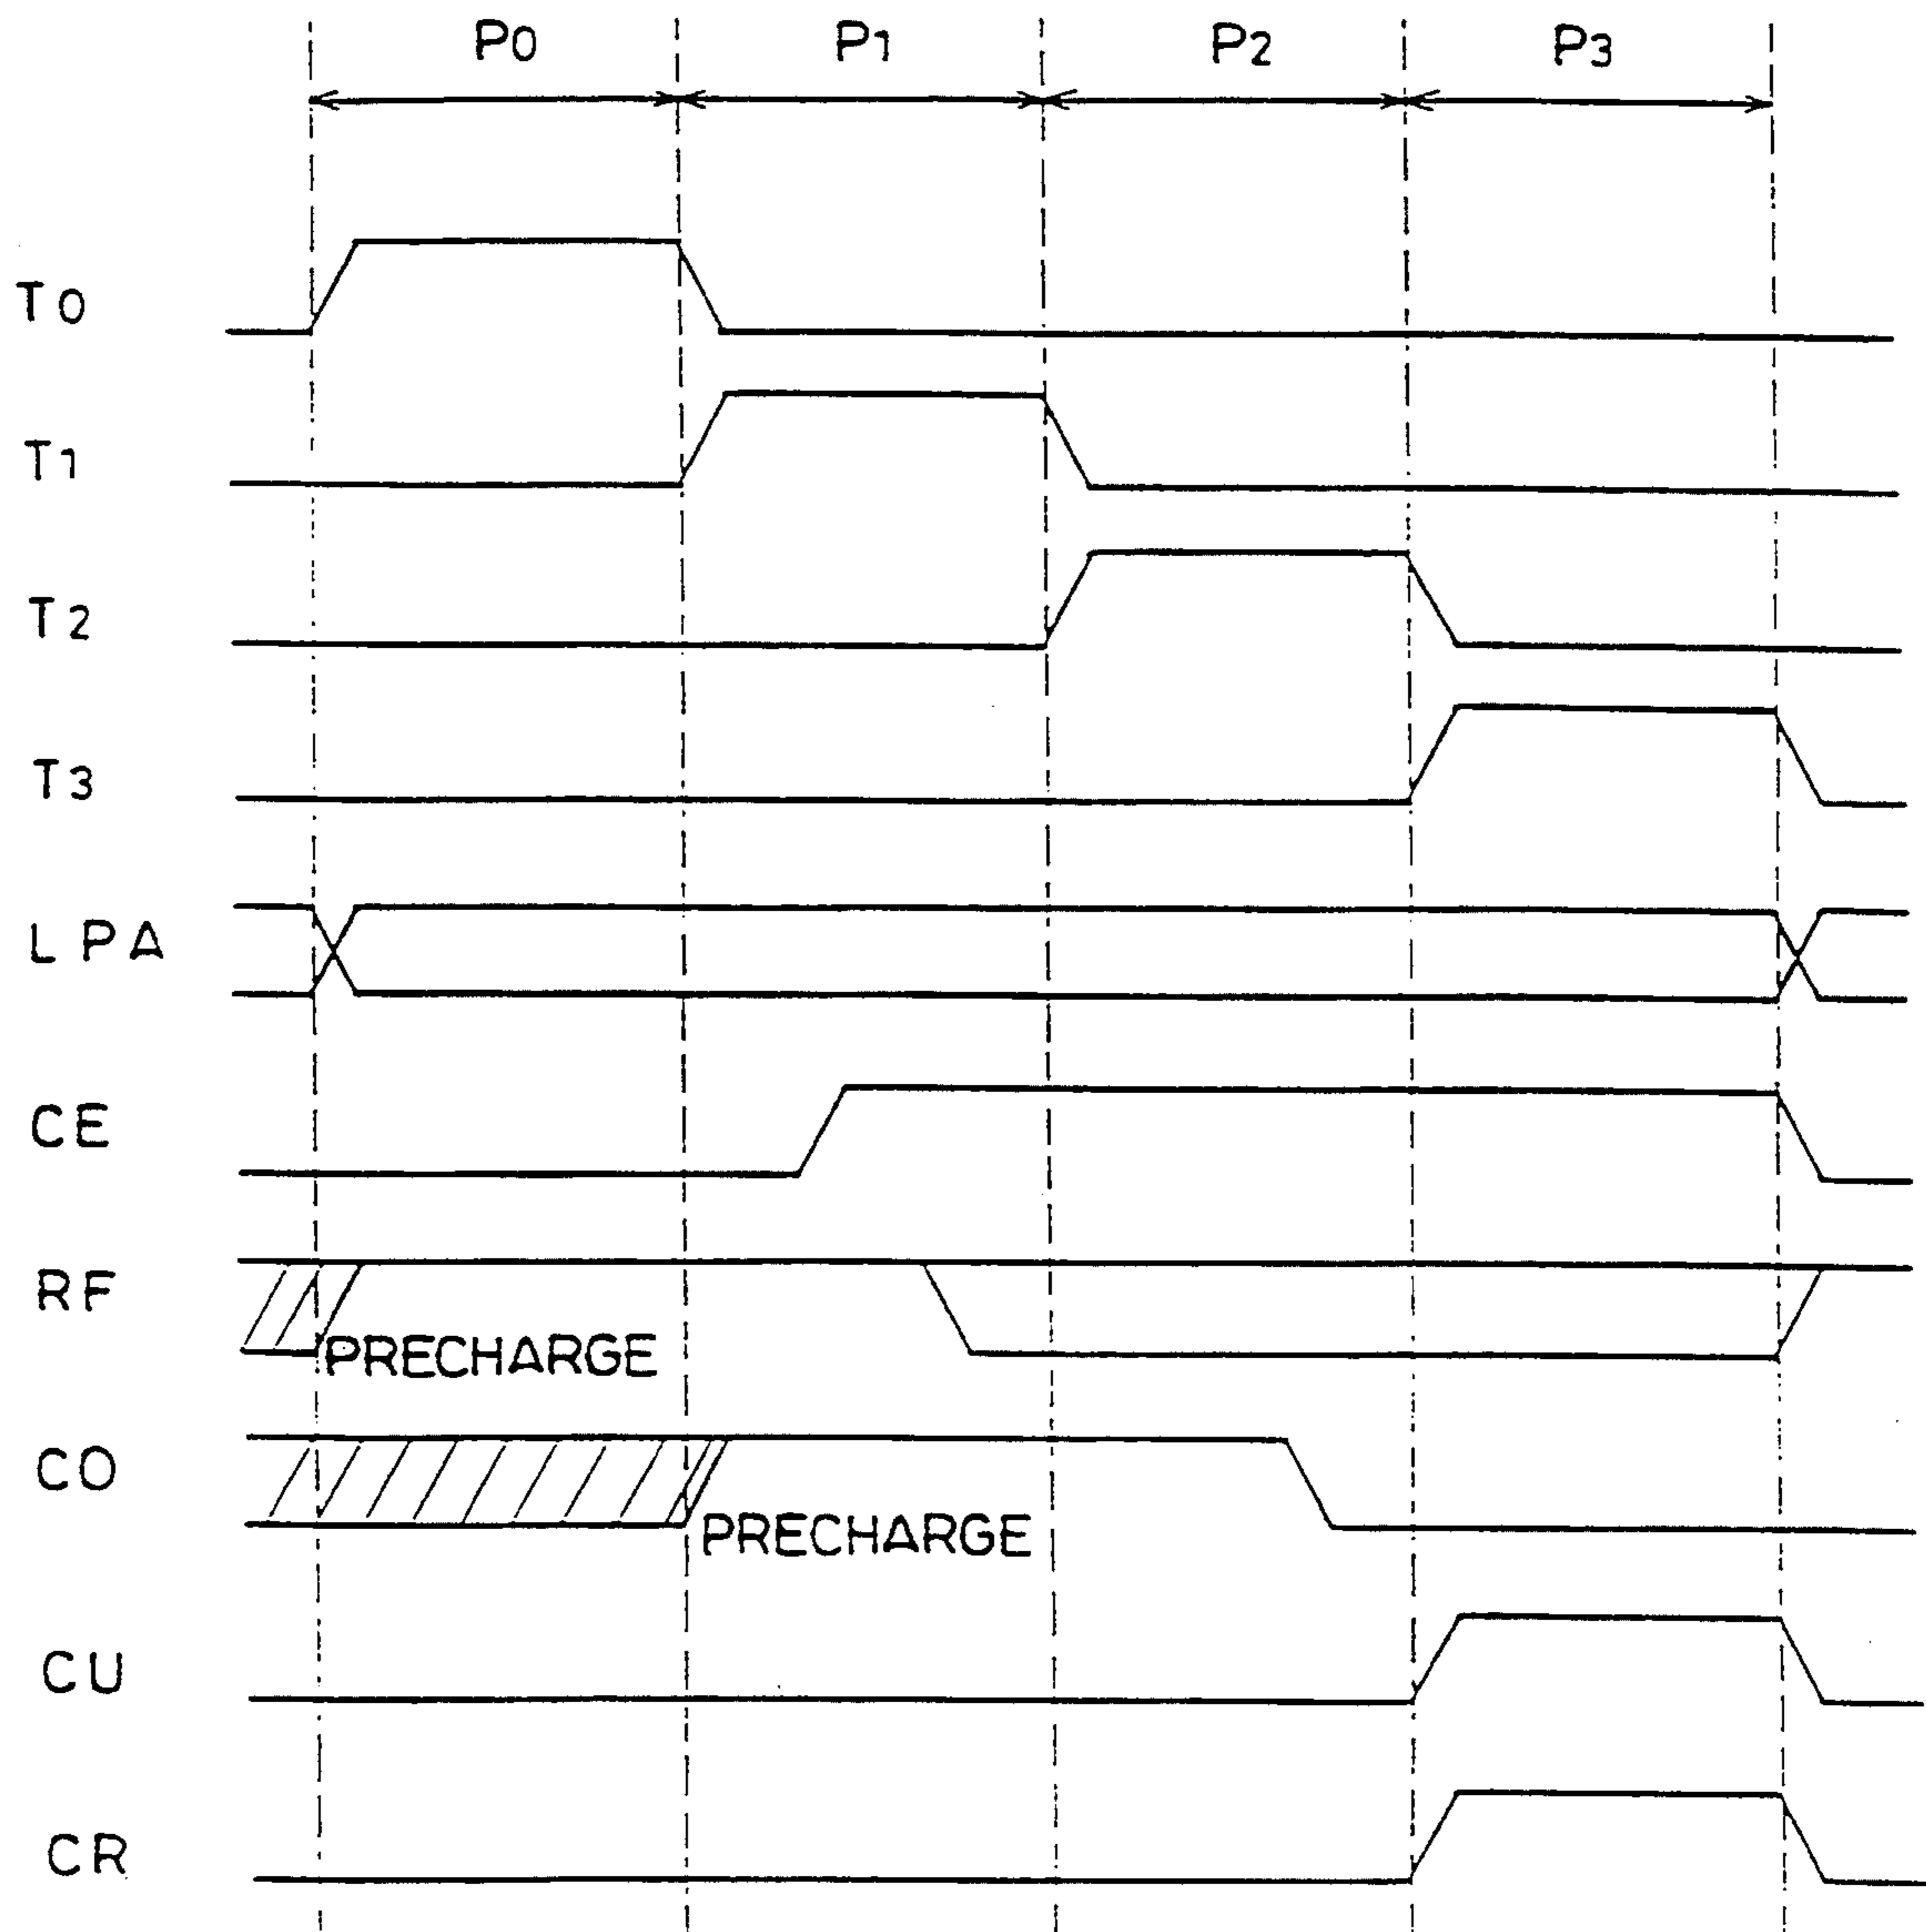 P0 P1 P2 P3
T0
T1
T2
T3
LPA
CE
RF
PRECHARGE
CO
PRECHARGE
CU
CR